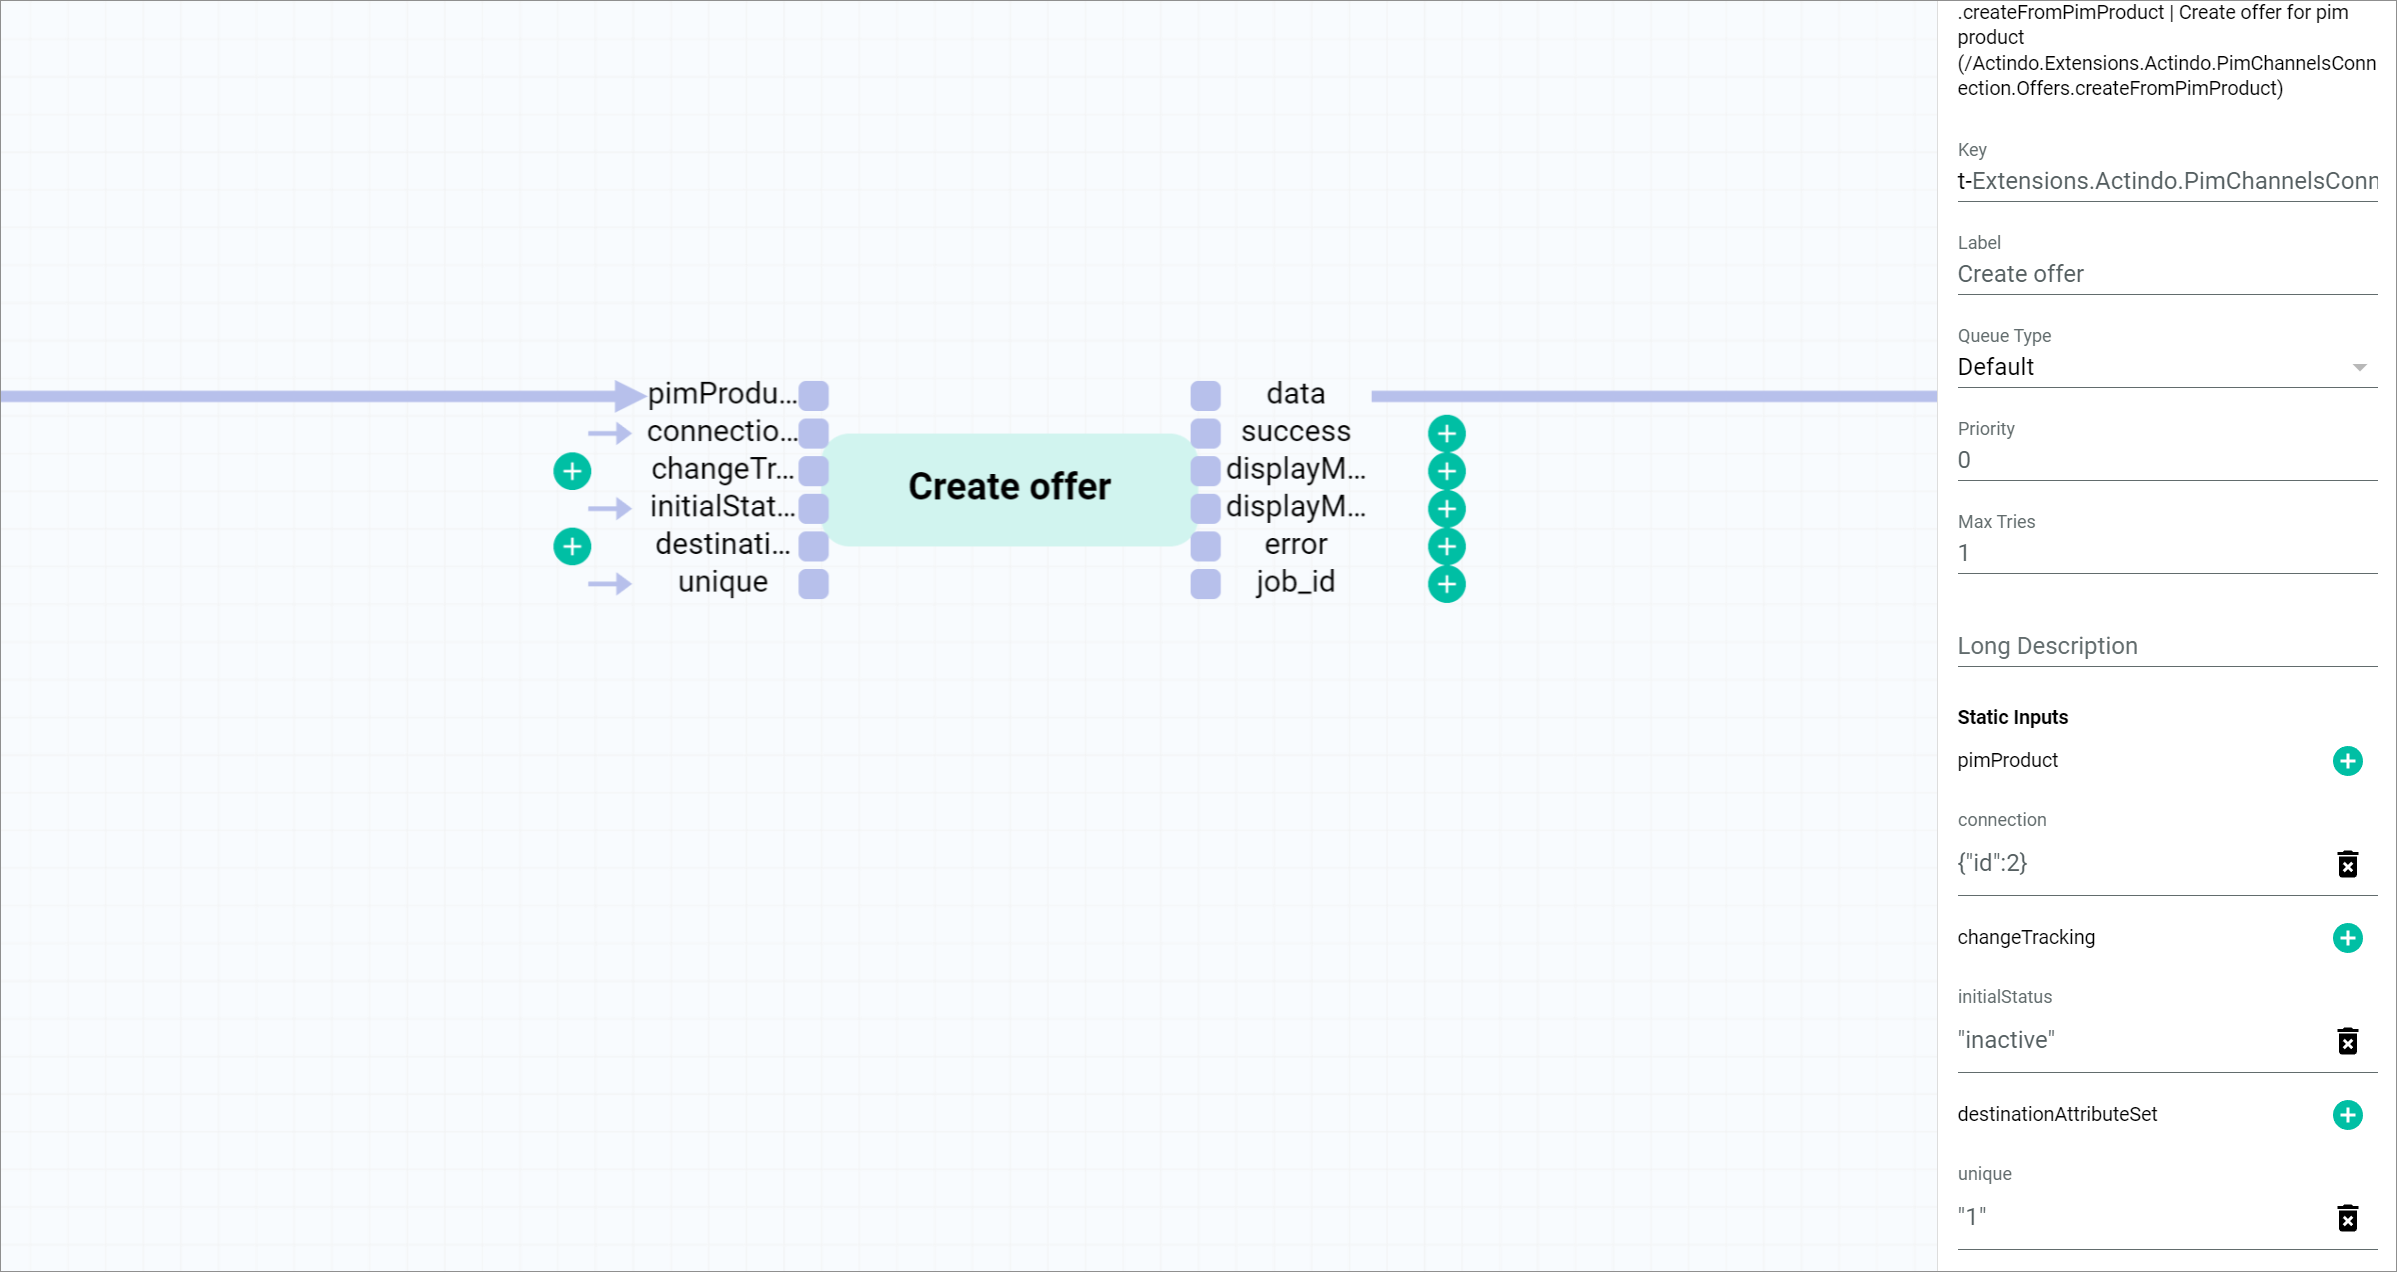 pimProdu...
connectio...
changeTr...
initialStat...
destinati...
unique
Create offer
data
success
displayM...
displayM...
error
job_id
.createFromPimProduct | Create offer for pim
product
(/Actindo.Extensions.Actindo.PimChannelsConn
ection.Offers.createFromPimProduct)
Key
t-Extensions.Actindo.PimChannelsConn
Label
Create offer
Queue Type
Default
Priority
0
Max Tries
1
Long Description
Static Inputs
pimProduct
connection
{"id":2}
changeTracking
initialStatus
"inactive"
destinationAttributeSet
unique
"1"